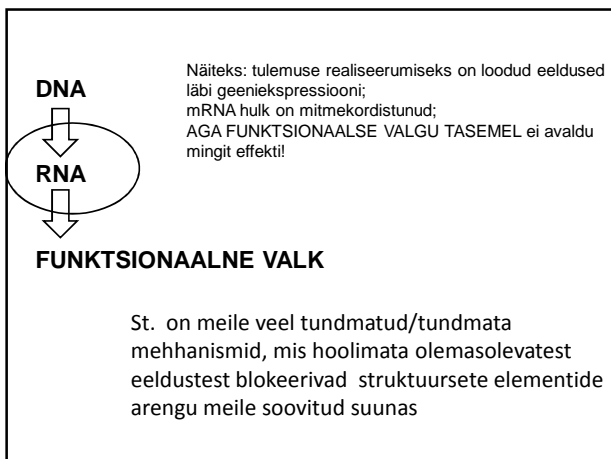 DNA
Näiteks: tulemuse realiseerumiseks on loodud eeldused
läbi geeniekspressiooni;
mRNA hulk on mitmekordistunud;
AGA FUNKTSIONAALSE VALGU TASEMEL ei avaldu
mingit effekti!
RNA
FUNKTSIONAALNE VALK
St. on meile veel tundmatud/tundmata
mehhanismid, mis hoolimata olemasolevatest
eeldustest blokeerivad struktuursete elementide
arengu meile soovitud suunas